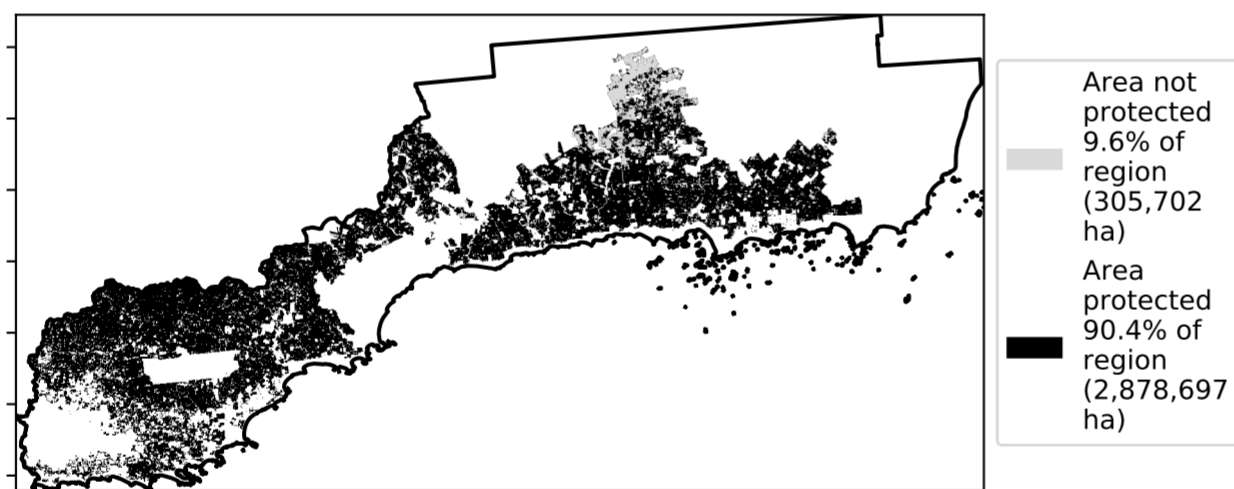 Area not
protected
9.6% of
region
(305,702
ha)
Area
protected
90.4% of
region
(2,878,697
ha)